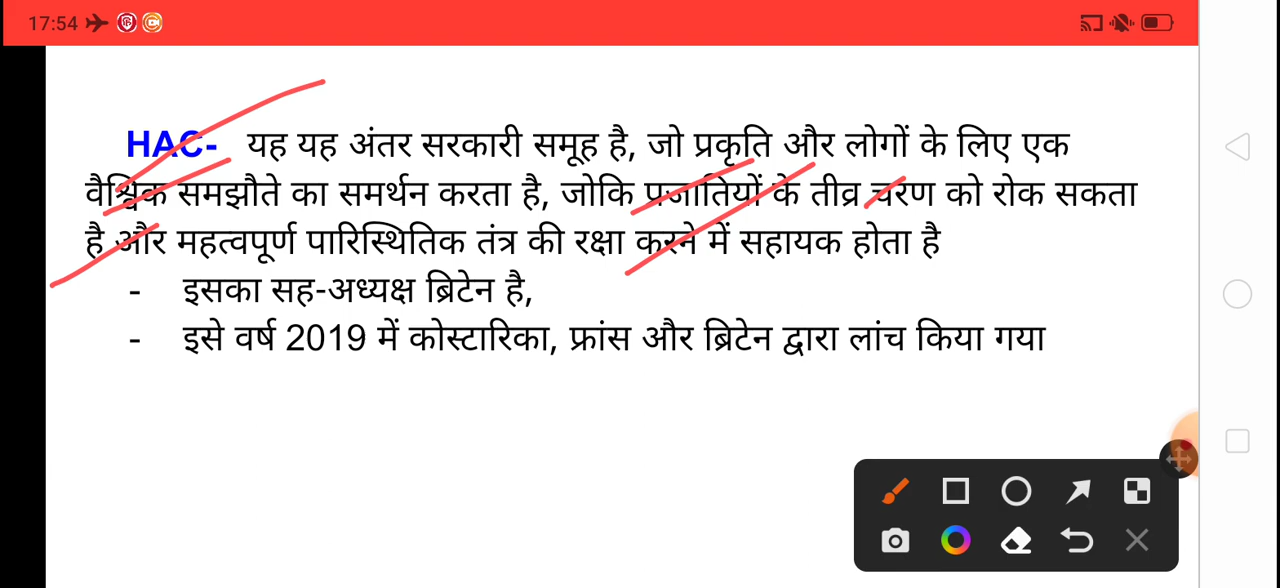 17:54
HAC- यह यह अंतर सरकारी समूह है, जो प्रकृति और लोगों के लिए एक
वैश्विक समझौते का समर्थन करता है, जोकि प्रजातियों के तीव्र चरण को रोक सकता
है और महत्वपूर्ण पारिस्थितिक तंत्र की रक्षा करने में सहायक होता है
- इसका सह-अध्यक्ष ब्रिटेन है,
- इसे वर्ष 2019 में कोस्टारिका, फ्रांस और ब्रिटेन द्वारा लांच किया गया